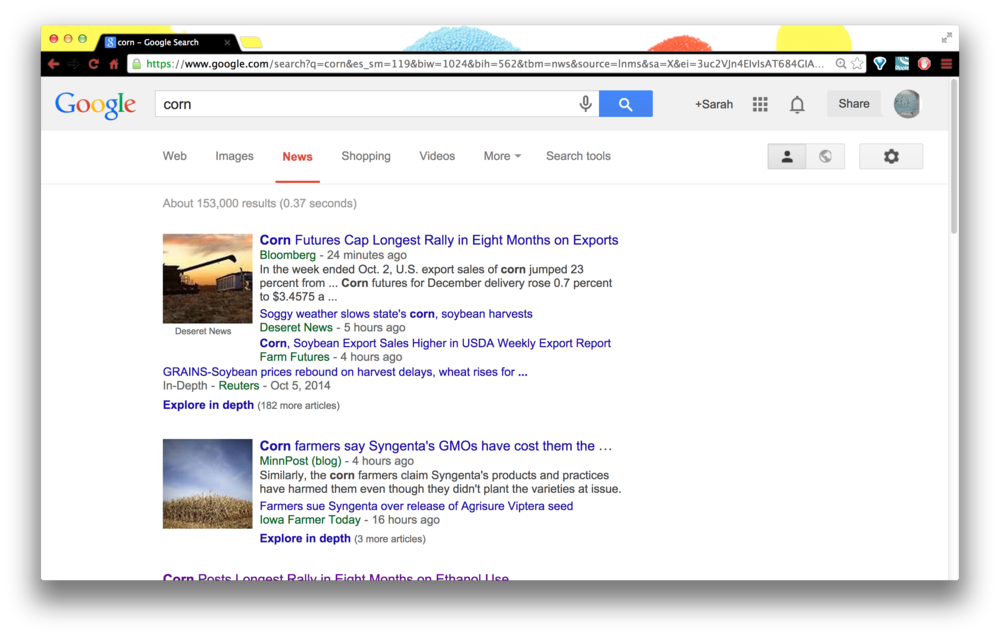 corn – Google Search
https://www.google.com/search?q=corn&es_sm=119&biw=1024&bih=562&tbm=nws&source=lnms&sa=X&ei=3uc2VJn4EIvIsAT684GIA...
Google
corn
+Sarah
Share
Web Images News Shopping Videos More Search tools
About 153,000 results (0.37 seconds)
Corn Futures Cap Longest Rally in Eight Months on Exports
Bloomberg - 24 minutes ago
In the week ended Oct. 2, U.S. export sales of corn jumped 23
percent from ... Corn futures for December delivery rose 0.7 percent
to $3.4575 a ...
Deseret News
Soggy weather slows state's corn, soybean harvests
Deseret News - 5 hours ago
Corn, Soybean Export Sales Higher in USDA Weekly Export Report
Farm Futures - 4 hours ago
GRAINS-Soybean prices rebound on harvest delays, wheat rises for ...
In-Depth - Reuters - Oct 5, 2014
Explore in depth (182 more articles)
Corn farmers say Syngenta's GMOs have cost them the ...
MinnPost (blog) - 4 hours ago
Similarly, the corn farmers claim Syngenta's products and practices
have harmed them even though they didn't plant the varieties at issue.
Farmers sue Syngenta over release of Agrisure Viptera seed
Iowa Farmer Today - 16 hours ago
Explore in depth (3 more articles)
Corn Posts Longest Rally in Eight Months on Ethanol Use